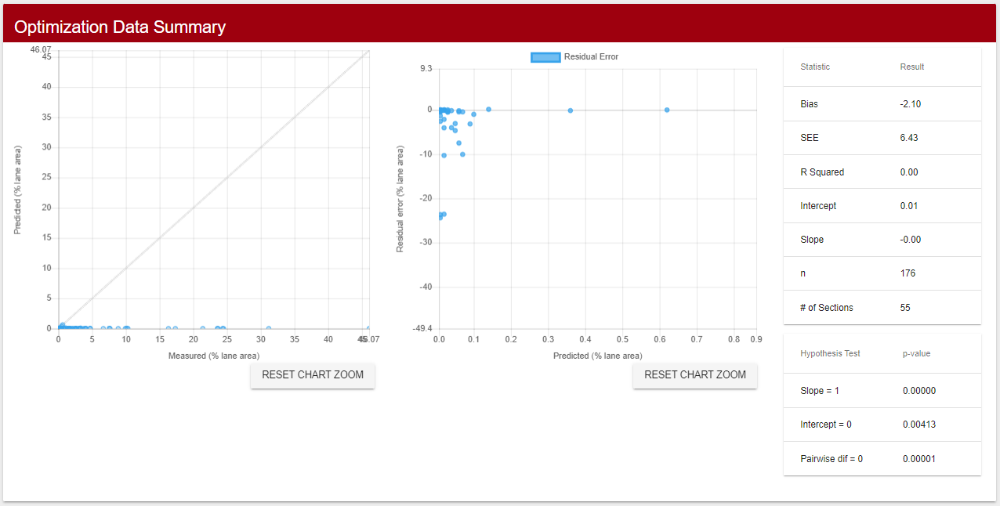 Optimization Data Summary
46.07
45
40
35
30
25
20
15
10
5
0
Predicted (% lane area)
0 5 10 15 20 25 30 35 40 45 46.07
Measured (% lane area)
RESET CHART ZOOM
Residual Error
9.3
0
-10
-20
-30
-40
-49.4
Residual error (% lane area)
0.0 0.1 0.2 0.3 0.4 0.5 0.6 0.7 0.8 0.9
Predicted (% lane area)
RESET CHART ZOOM
Statistic Result
Bias -2.10
SEE 6.43
R Squared 0.00
Intercept 0.01
Slope -0.00
n 176
# of Sections 55
Hypothesis Test p-value
Slope = 1 0.00000
Intercept = 0 0.00413
Pairwise dif = 0 0.00001